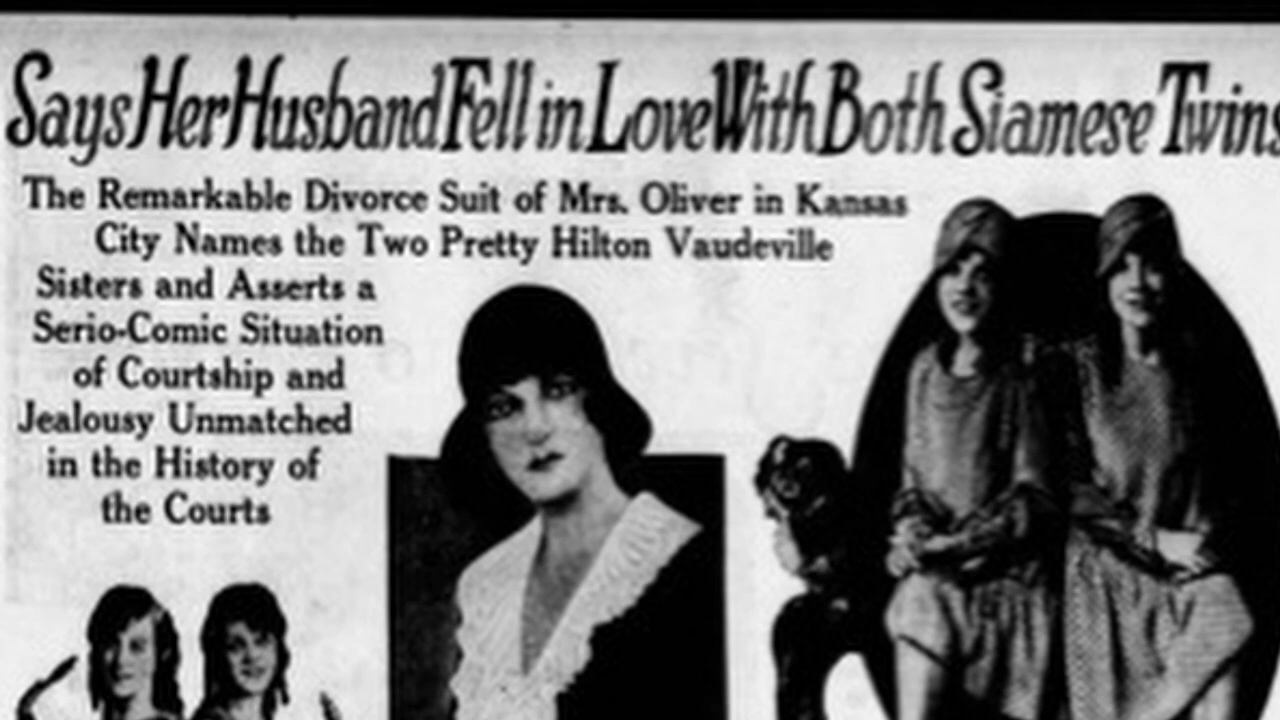 Says Her Husband Fell in Love With Both Siamese Twins
The Remarkable Divorce Suit of Mrs. Oliver in Kansas
City Names the Two Pretty Hilton Vaudeville
Sisters and Asserts a
Serio-Comic Situation
of Courtship and
Jealousy Unmatched
in the History of
the Courts